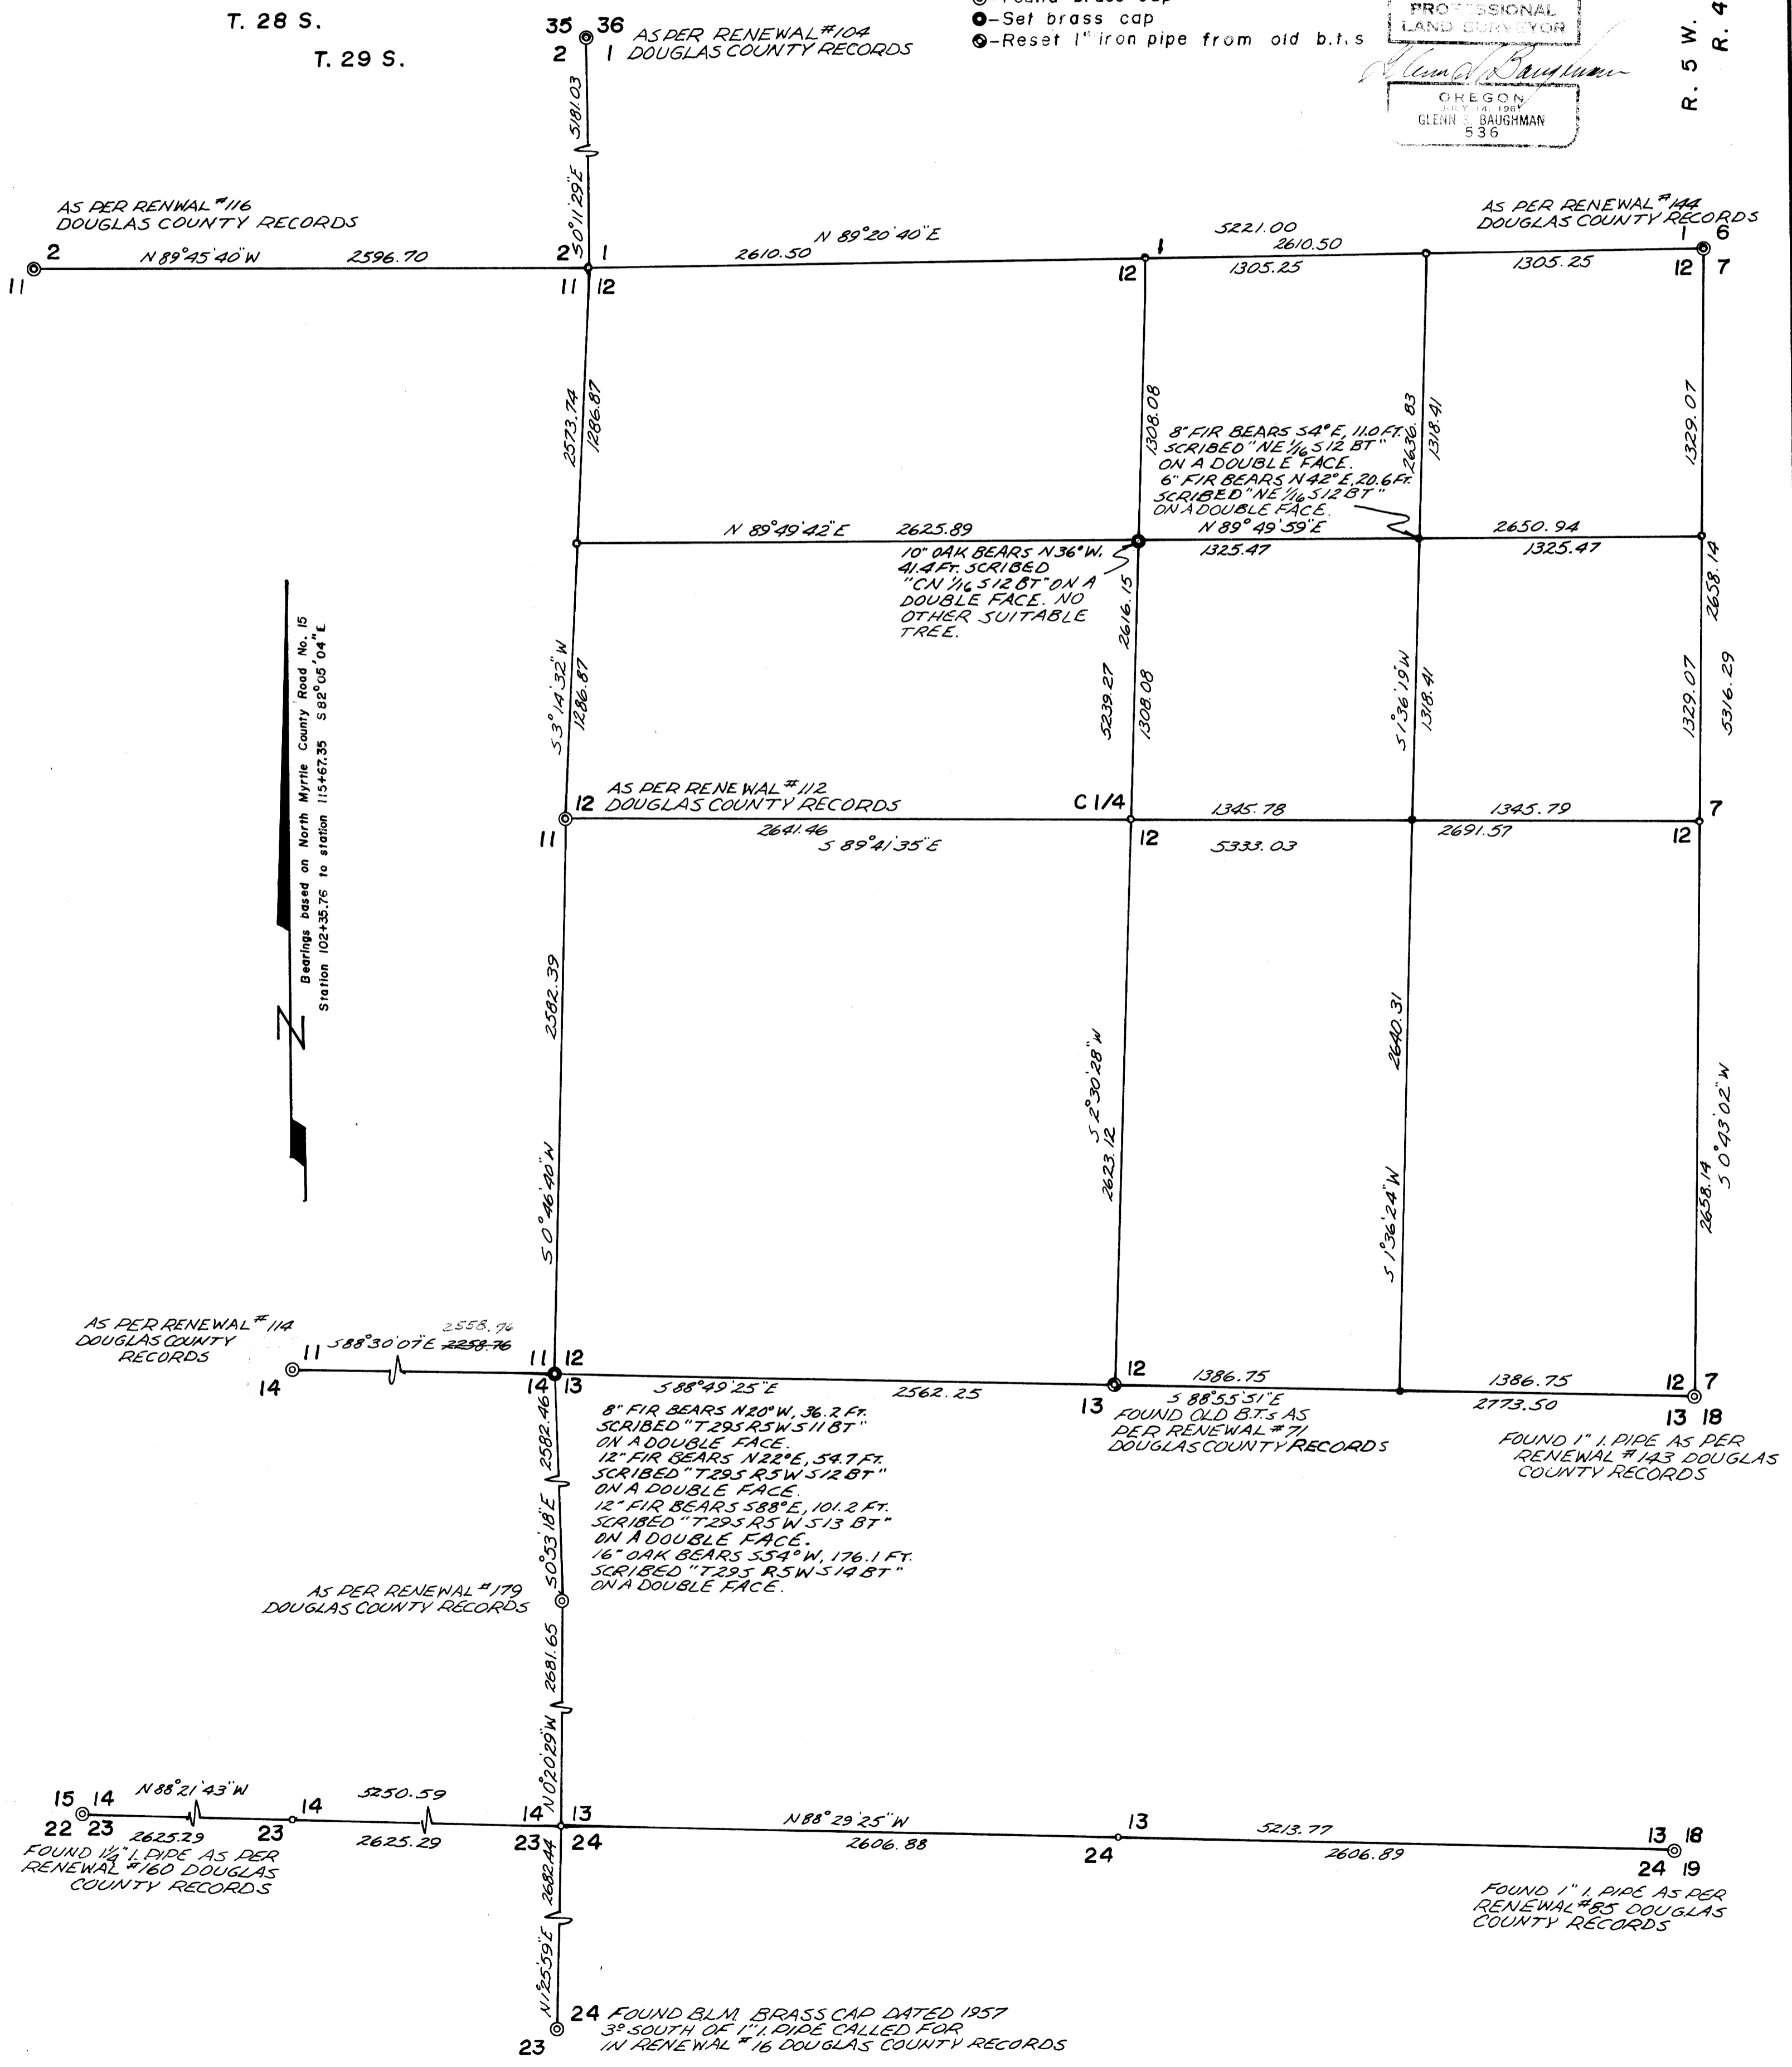 T. 28 S.
T. 29 S.
35 36
2 1
AS PER RENEWAL #104
DOUGLAS COUNTY RECORDS
-Set brass cap
-Reset 1" iron pipe from old b.t.s
PROFESSIONAL
LAND SURVEYOR
OREGON
GLENN S. BAUGHMAN
536
R. 5 W.
R. 4
S0°11'29"E 5181.03
AS PER RENWAL #116
DOUGLAS COUNTY RECORDS
2
11
N 89°45'40"W 2596.70
2 1
11 12
N 89°20'40"E
2610.50
1
12
5221.00
2610.50
1305.25
1305.25
AS PER RENEWAL #144
DOUGLAS COUNTY RECORDS
1 6
12 7
2573.74
1286.87
1308.08
2636.83
1318.41
1329.07
8" FIR BEARS S4°E, 11.0 FT.
SCRIBED "NE 1/16 S12 BT"
ON A DOUBLE FACE.
6" FIR BEARS N42°E, 20.6 FT.
SCRIBED "NE 1/16 S12 BT"
ON A DOUBLE FACE.
N 89°49'42"E 2625.89
N 89°49'59"E
1325.47
2650.94
1325.47
10" OAK BEARS N36°W,
41.4 FT. SCRIBED
"CN 1/16 S12 BT" ON A
DOUBLE FACE. NO
OTHER SUITABLE
TREE.
2616.15
2658.14
Bearings based on North Myrtle County Road No. 15
Station 102+35.76 to station 115+67.35 S82°05'04"E
N
S3°14'32"W
1286.87
5239.27
1308.08
S1°36'19"W
1318.41
1329.07
5316.29
AS PER RENEWAL #112
DOUGLAS COUNTY RECORDS
12
11
2641.46
S 89°41'35"E
C 1/4
12
1345.78
5333.03
1345.79
2691.57
7
12
2582.39
S0°46'40"W
S2°30'28"W
2623.12
2640.31
S1°36'24"W
S0°43'02"W
2658.14
AS PER RENEWAL #114
DOUGLAS COUNTY
RECORDS
11
14
S88°30'07"E 2258.76
2558.76
11 12
14 13
S88°49'25"E 2562.25
12
13
1386.75
S 88°55'51"E
1386.75
2773.50
12 7
13 18
FOUND OLD B.T.s AS
PER RENEWAL #71
DOUGLAS COUNTY RECORDS
FOUND 1" I. PIPE AS PER
RENEWAL #143 DOUGLAS
COUNTY RECORDS
8" FIR BEARS N20°W, 36.2 FT.
SCRIBED "T29S R5W S11 BT"
ON A DOUBLE FACE.
12" FIR BEARS N22°E, 54.7 FT.
SCRIBED "T29S R5W S12 BT"
ON A DOUBLE FACE.
12" FIR BEARS S88°E, 101.2 FT.
SCRIBED "T29S R5W S13 BT"
ON A DOUBLE FACE.
16" OAK BEARS S54°W, 176.1 FT.
SCRIBED "T29S R5W S14 BT"
ON A DOUBLE FACE.
S0°53'18"E 2582.46
AS PER RENEWAL #179
DOUGLAS COUNTY RECORDS
N0°20'29"W 2681.65
15 14
22 23
N88°21'43"W
2625.29
14
23
5250.59
2625.29
14 13
23 24
N88°29'25"W
2606.88
13
24
5213.77
2606.89
13 18
24 19
FOUND 1¼" I. PIPE AS PER
RENEWAL #160 DOUGLAS
COUNTY RECORDS
FOUND 1" I. PIPE AS PER
RENEWAL #85 DOUGLAS
COUNTY RECORDS
N1°25'59"E 2682.44
24
23
FOUND B.L.M. BRASS CAP DATED 1957
3° SOUTH OF 1" I. PIPE CALLED FOR
IN RENEWAL #16 DOUGLAS COUNTY RECORDS